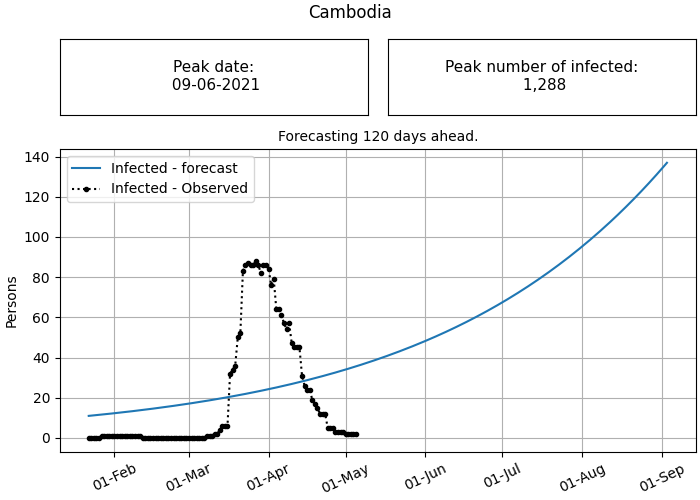 Cambodia
Peak date:
09-06-2021
Peak number of infected:
1,288
Forecasting 120 days ahead.
Infected - forecast
Infected - Observed
Persons
140
120
100
80
60
40
20
0
01-Feb
01-Mar
01-Apr
01-May
01-Jun
01-Jul
01-Aug
01-Sep